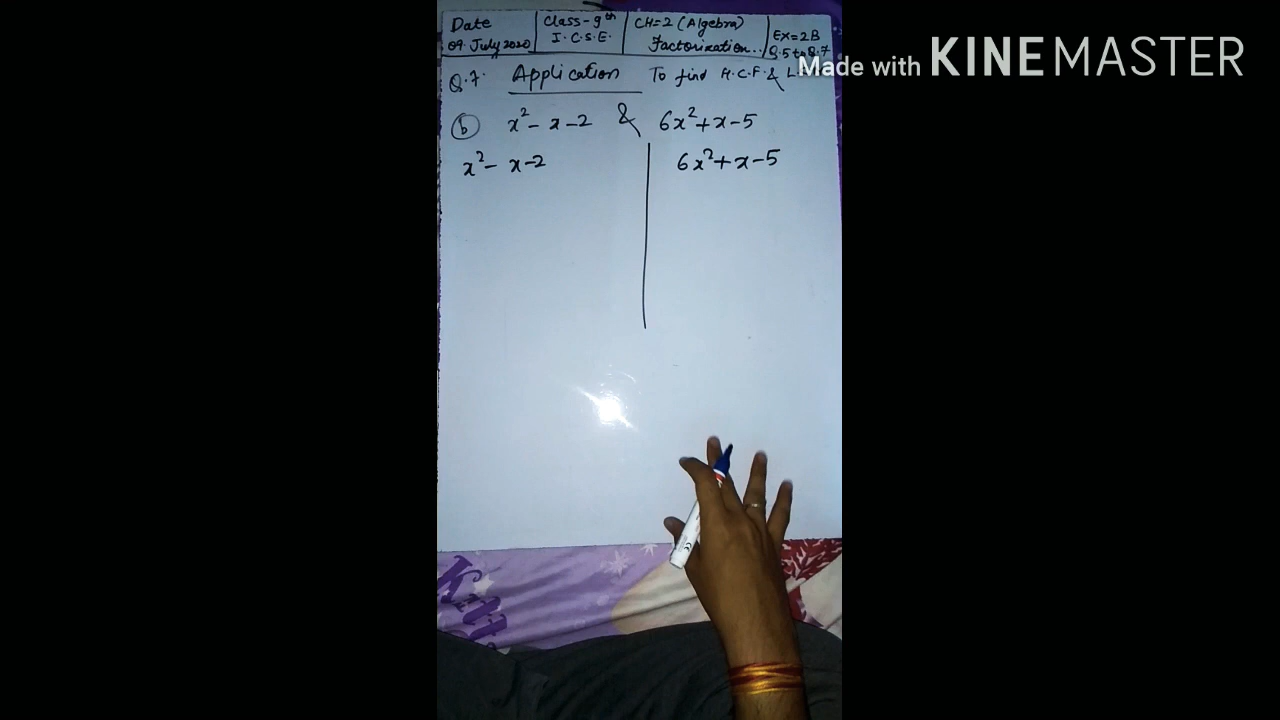 Date
09. July 2020
Class - 9th
I.C.S.E.
CH=2 (Algebra)
Factorization...
Ex=2B
Q.5 to Q.7
Made with KINEMASTER
Q.7. Application To find H.C.F. & L
(b) x² - x - 2 & 6x² + x - 5
x² - x - 2
6x² + x - 5